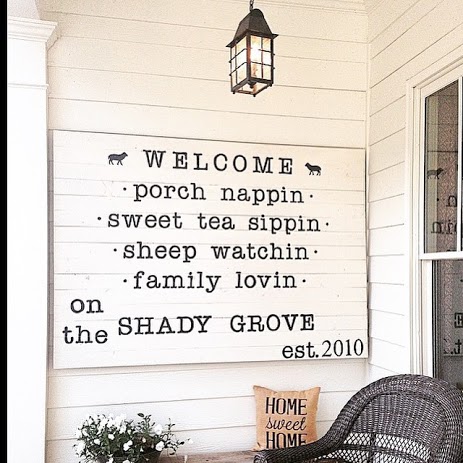 WELCOME
· porch nappin ·
· sweet tea sippin ·
· sheep watchin ·
· family lovin ·
on the SHADY GROVE
est. 2010
HOME
sweet
HOME